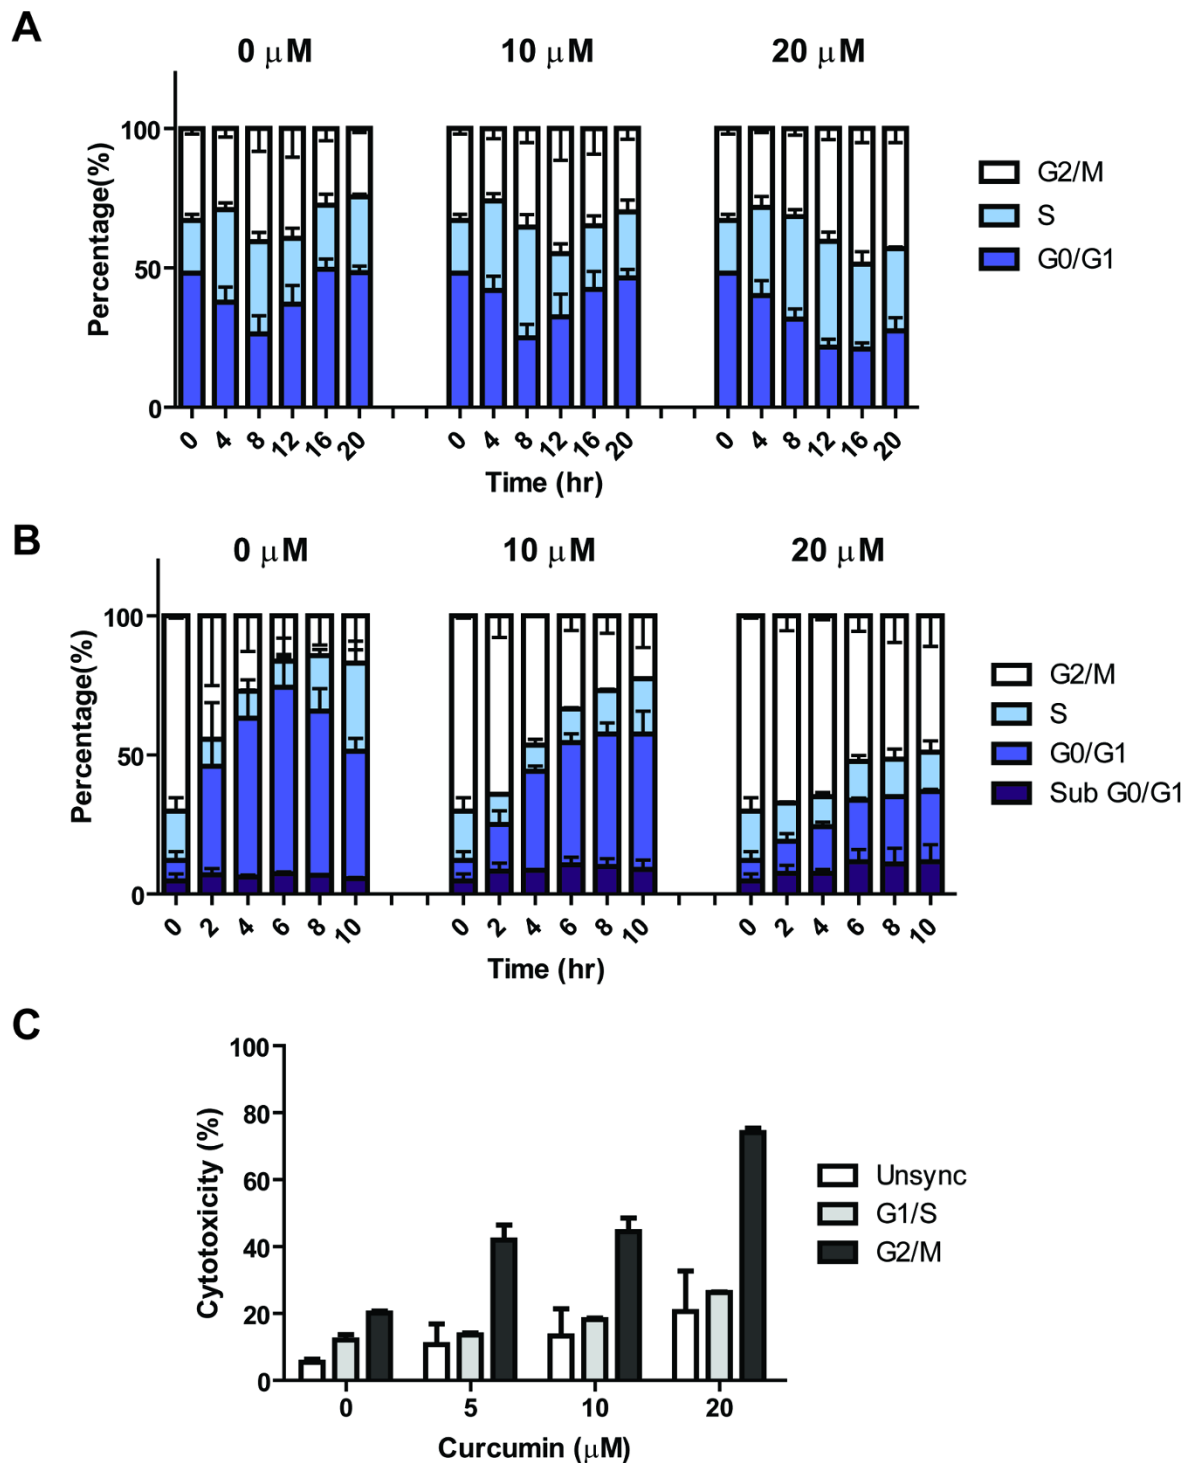 A
0 μM 10 μM 20 μM
Percentage(%)
100
50
0
0 4 8 12 16 20 0 4 8 12 16 20 0 4 8 12 16 20
Time (hr)
G2/M
S
G0/G1
B
0 μM 10 μM 20 μM
Percentage(%)
100
50
0
0 2 4 6 8 10 0 2 4 6 8 10 0 2 4 6 8 10
Time (hr)
G2/M
S
G0/G1
Sub G0/G1
C
Cytotoxicity (%)
100
80
60
40
20
0
0 5 10 20
Curcumin (μM)
Unsync
G1/S
G2/M